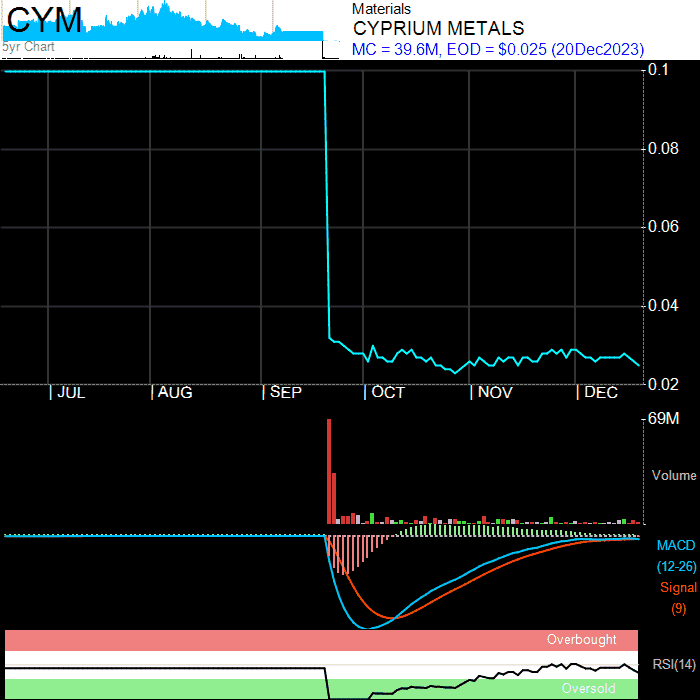 CYM
5yr Chart
Materials
CYPRIUM METALS
MC = 39.6M, EOD = $0.025 (20Dec2023)
0.1
0.08
0.06
0.04
0.02
JUL AUG SEP OCT NOV DEC
69M
Volume
MACD
(12-26)
Signal
(9)
Overbought
RSI(14)
Oversold